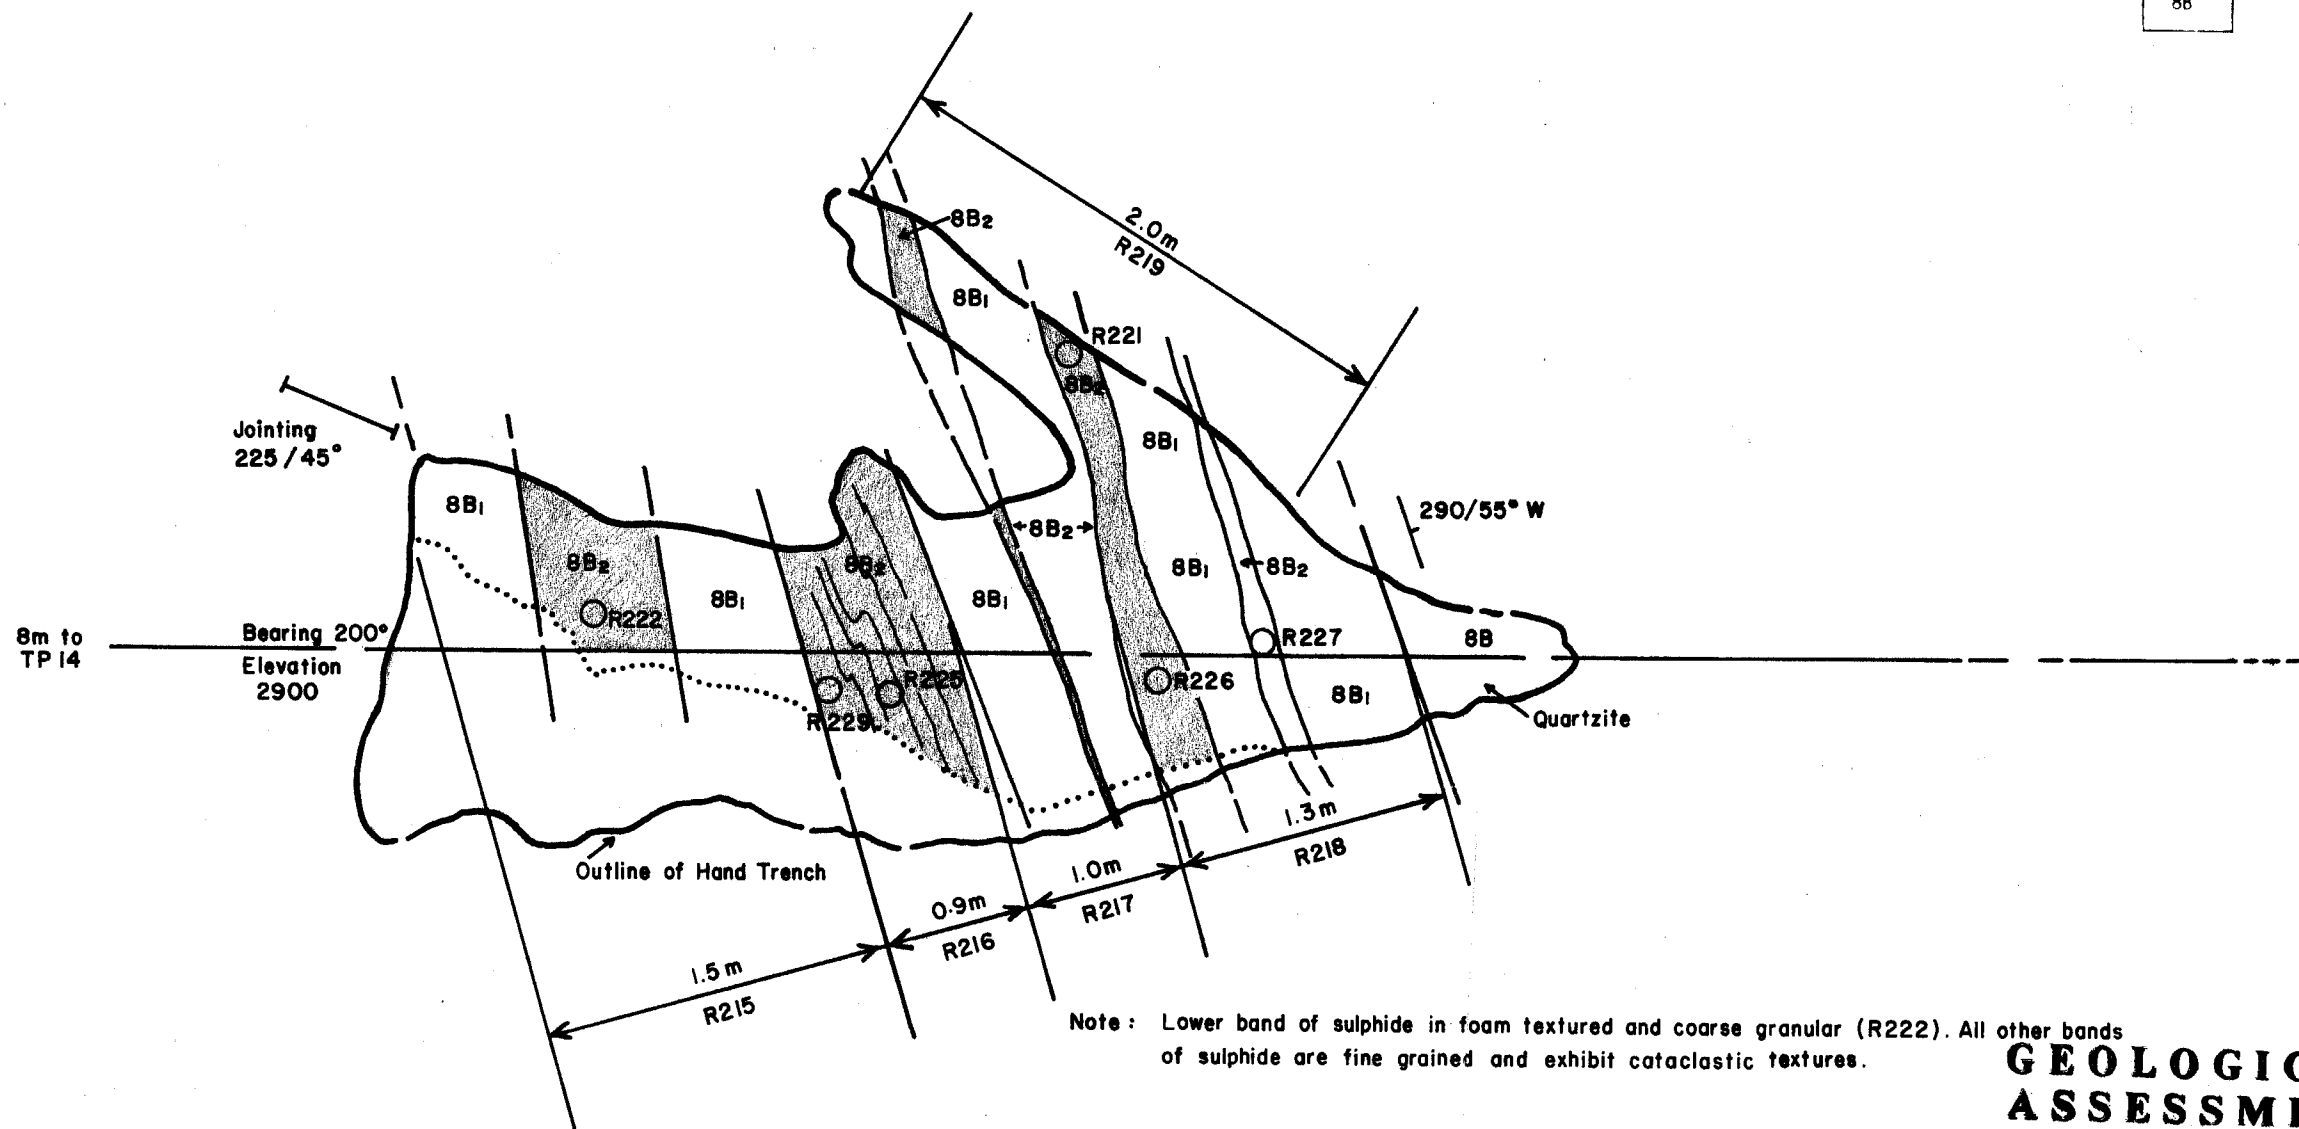 8B
2.0m
R219
8B2
8B1
R221
8B2
Jointing
225/45°
8B1
8B1
290/55° W
8B2
8B2
8B2
8B1
8B2
8B1
8B1
R222
Bearing 200°
8m to
TP 14
Elevation
2900
R227
8B
R225
R226
8B1
R229
Quartzite
1.3m
R218
Outline of Hand Trench
1.0m
R217
0.9m
R216
1.5m
R215
Note : Lower band of sulphide in foam textured and coarse granular (R222). All other bands
of sulphide are fine grained and exhibit cataclastic textures.
GEOLOGIC
ASSESSM